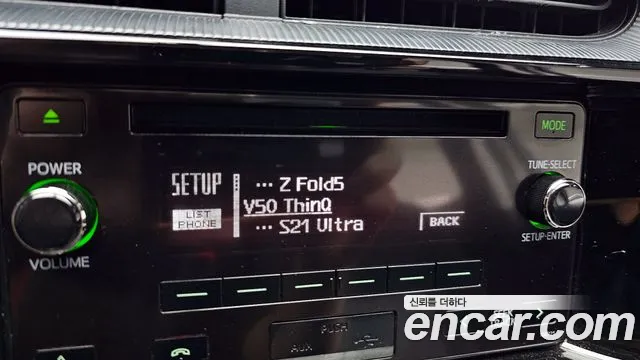 MODE
POWER
TUNE-SELECT
SETUP
··· Z Fold5
LIST PHONE
V50 ThinQ
··· S21 Ultra
BACK
SETUP-ENTER
VOLUME
신뢰를 더하다
PUSH
AUX
encar.com